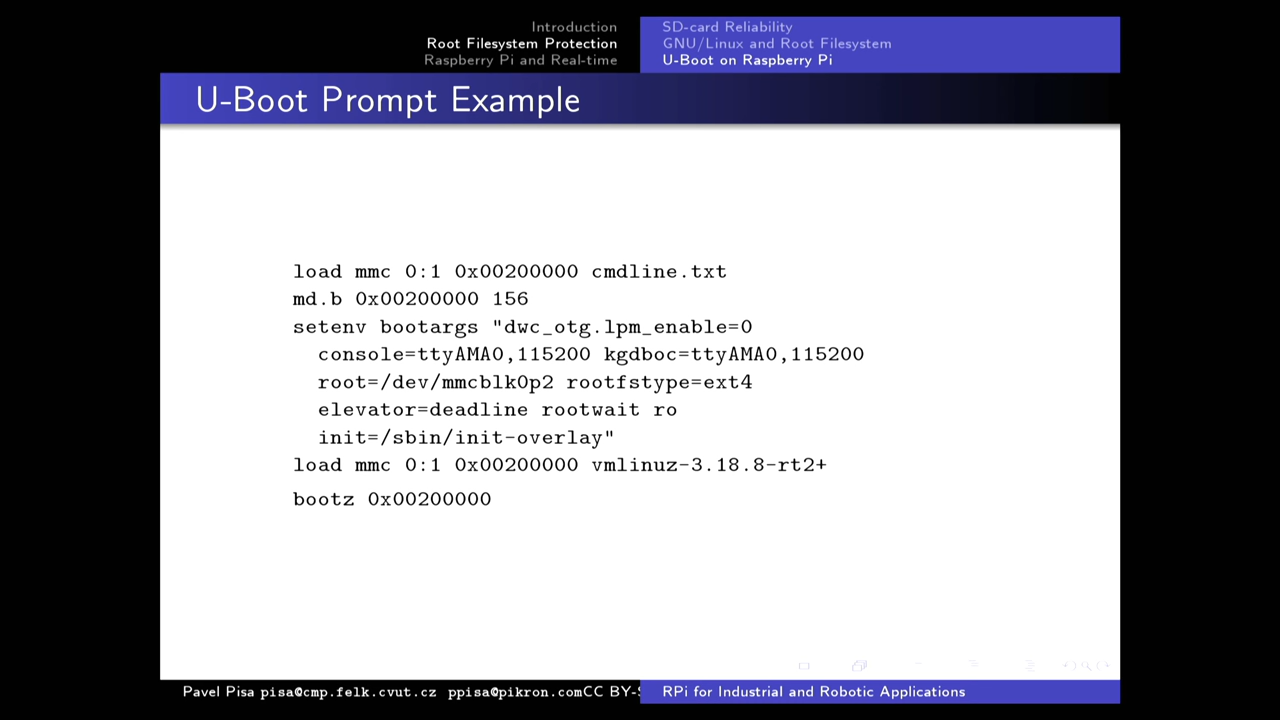 Introduction
Root Filesystem Protection
Raspberry Pi and Real-time
SD-card Reliability
GNU/Linux and Root Filesystem
U-Boot on Raspberry Pi
U-Boot Prompt Example
load mmc 0:1 0x00200000 cmdline.txt
md.b 0x00200000 156
setenv bootargs "dwc_otg.lpm_enable=0
console=ttyAMA0,115200 kgdboc=ttyAMA0,115200
root=/dev/mmcblk0p2 rootfstype=ext4
elevator=deadline rootwait ro
init=/sbin/init-overlay"
load mmc 0:1 0x00200000 vmlinuz-3.18.8-rt2+
bootz 0x00200000
Pavel Pisa pisa@cmp.felk.cvut.cz ppisa@pikron.comCC BY-S
RPi for Industrial and Robotic Applications